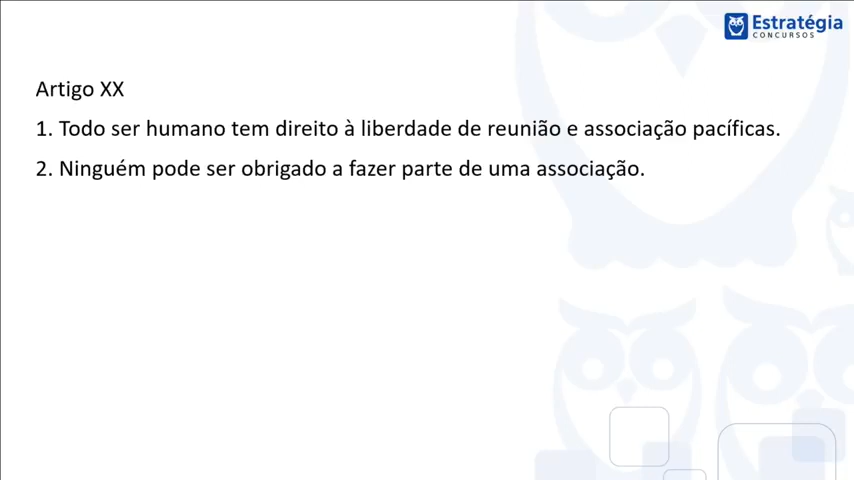 Estratégia
CONCURSOS
Artigo XX
1. Todo ser humano tem direito à liberdade de reunião e associação pacíficas.
2. Ninguém pode ser obrigado a fazer parte de uma associação.